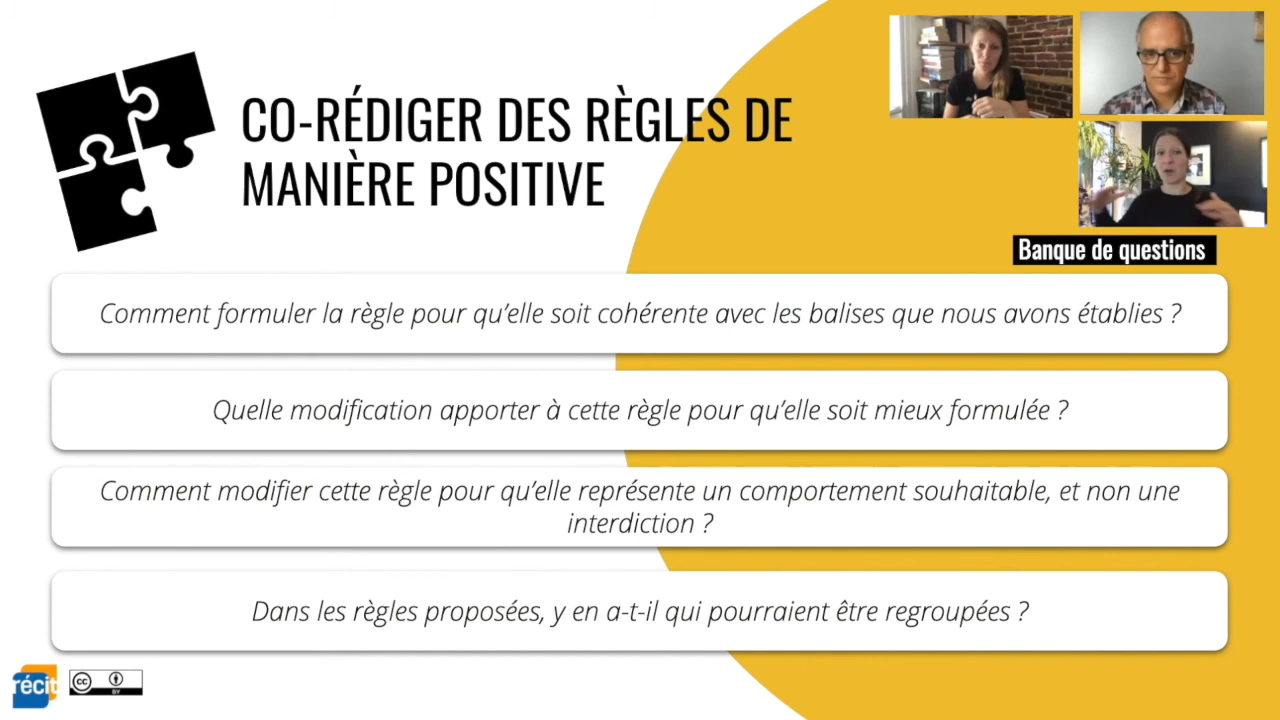 CO-RÉDIGER DES RÈGLES DE
MANIÈRE POSITIVE
Banque de questions
Comment formuler la règle pour qu’elle soit cohérente avec les balises que nous avons établies ?
Quelle modification apporter à cette règle pour qu’elle soit mieux formulée ?
Comment modifier cette règle pour qu’elle représente un comportement souhaitable, et non une
interdiction ?
Dans les règles proposées, y en a-t-il qui pourraient être regroupées ?
récit
cc
BY